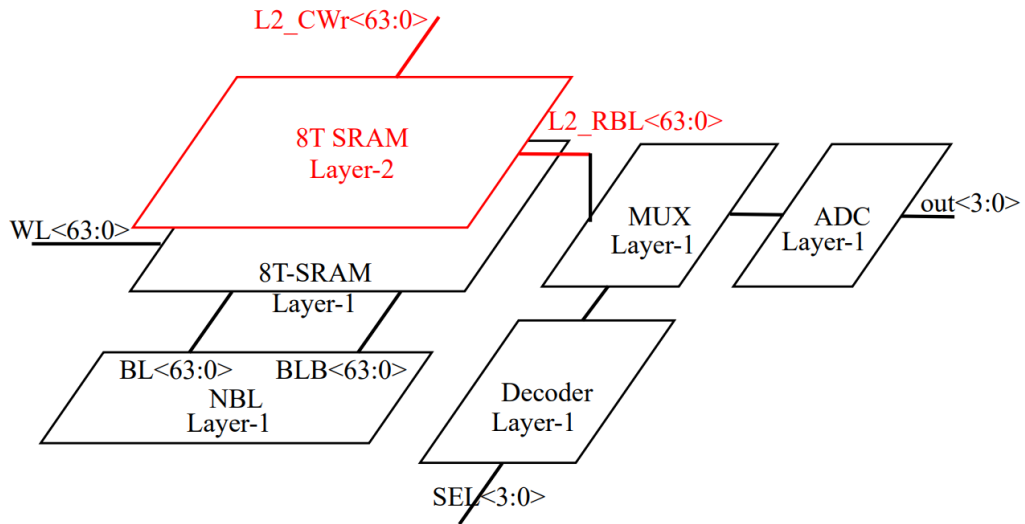 L2_CWr<63:0>
8T SRAM
Layer-2
L2_RBL<63:0>
WL<63:0>
8T-SRAM
Layer-1
MUX
Layer-1
ADC
Layer-1
out<3:0>
BL<63:0>
BLB<63:0>
NBL
Layer-1
Decoder
Layer-1
SEL<3:0>